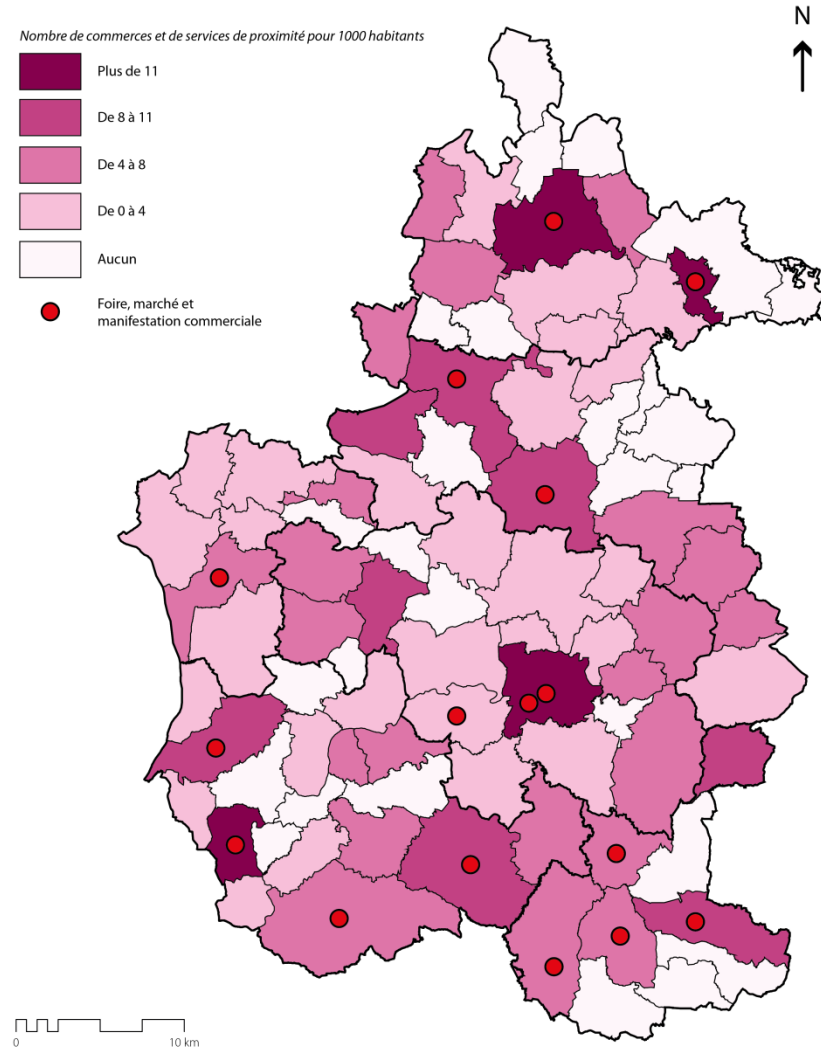 Nombre de commerces et de services de proximité pour 1000 habitants
Plus de 11
De 8 à 11
De 4 à 8
De 0 à 4
Aucun
Foire, marché et
manifestation commerciale
N
0 10 km